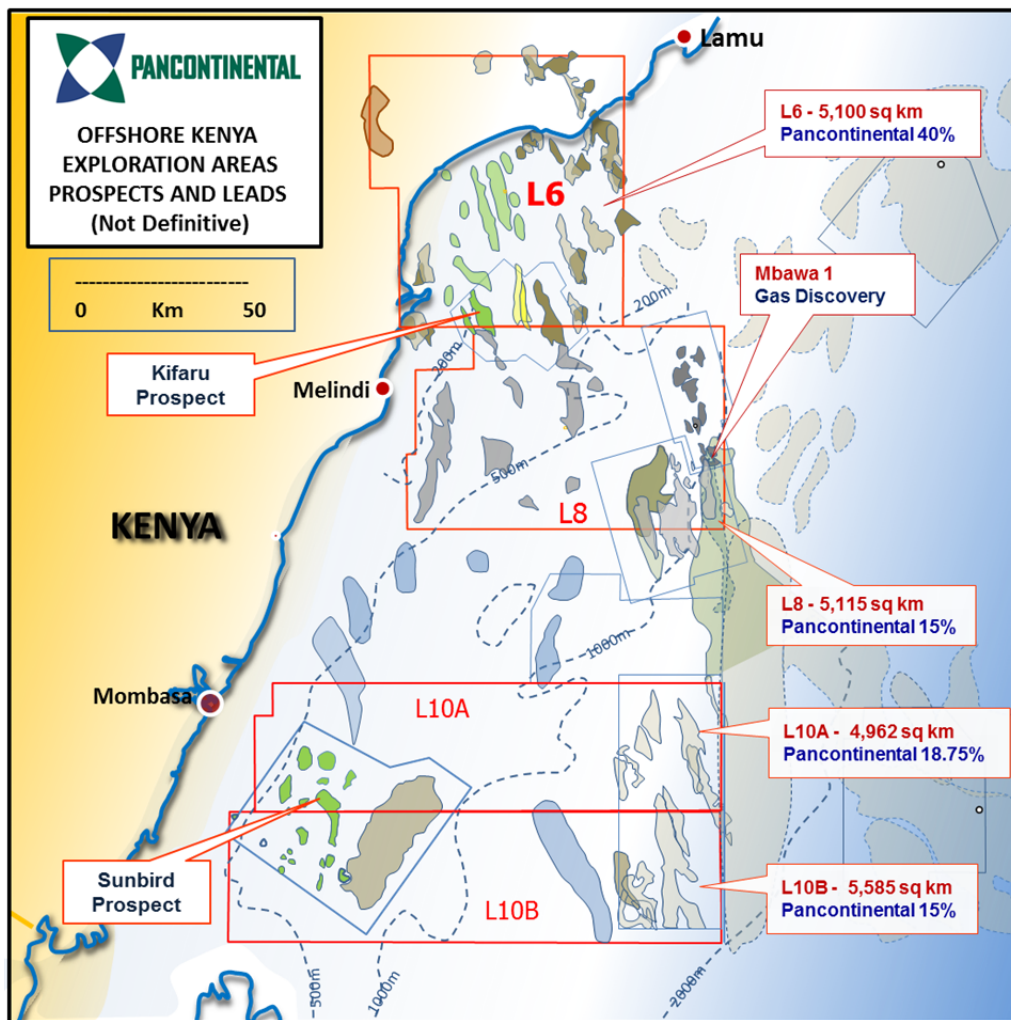 PANCONTINENTAL
OFFSHORE KENYA
EXPLORATION AREAS
PROSPECTS AND LEADS
(Not Definitive)
0 Km 50
Lamu
L6 - 5,100 sq km
Pancontinental 40%
L6
Mbawa 1
Gas Discovery
200m
200m
Kifaru
Prospect
Melindi
500m
KENYA
L8
L8 - 5,115 sq km
Pancontinental 15%
1000m
Mombasa
L10A
L10A - 4,962 sq km
Pancontinental 18.75%
Sunbird
Prospect
L10B
L10B - 5,585 sq km
Pancontinental 15%
500m
1000m
2000m